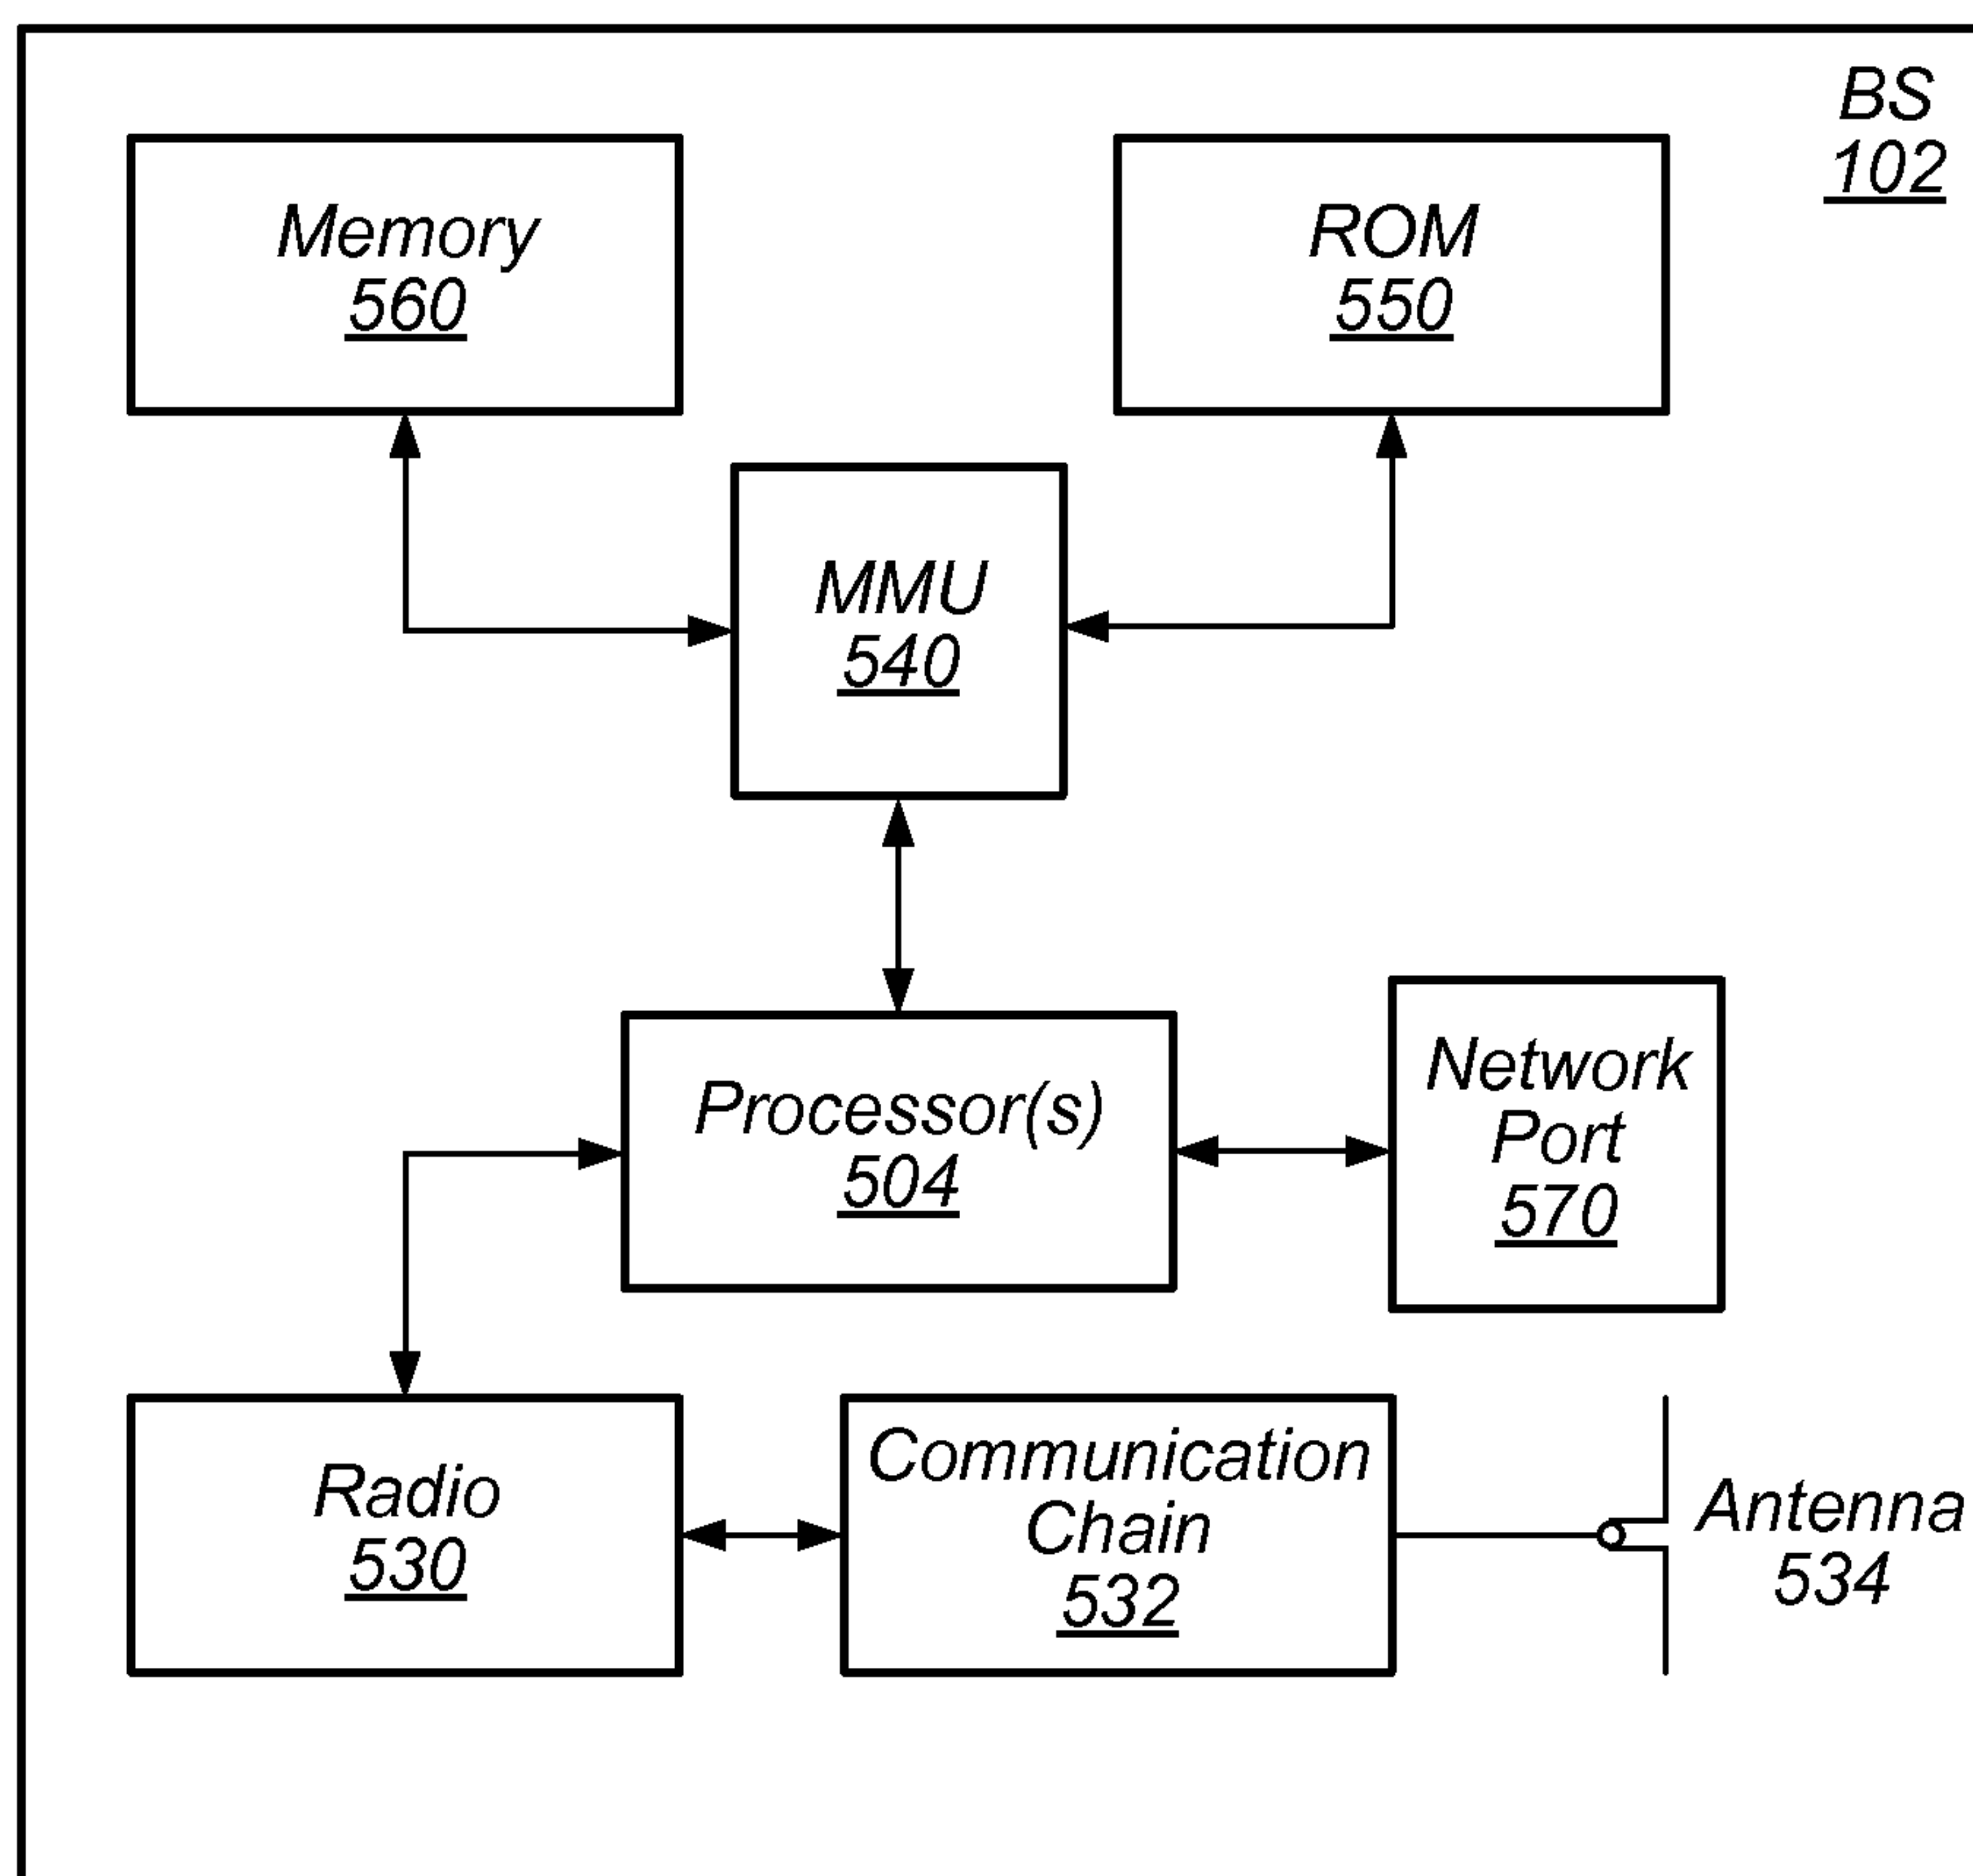 BS
102
Memory
560
ROM
550
MMU
540
Processor(s)
504
Network
Port
570
Radio
530
Communication
Chain
532
Antenna
534